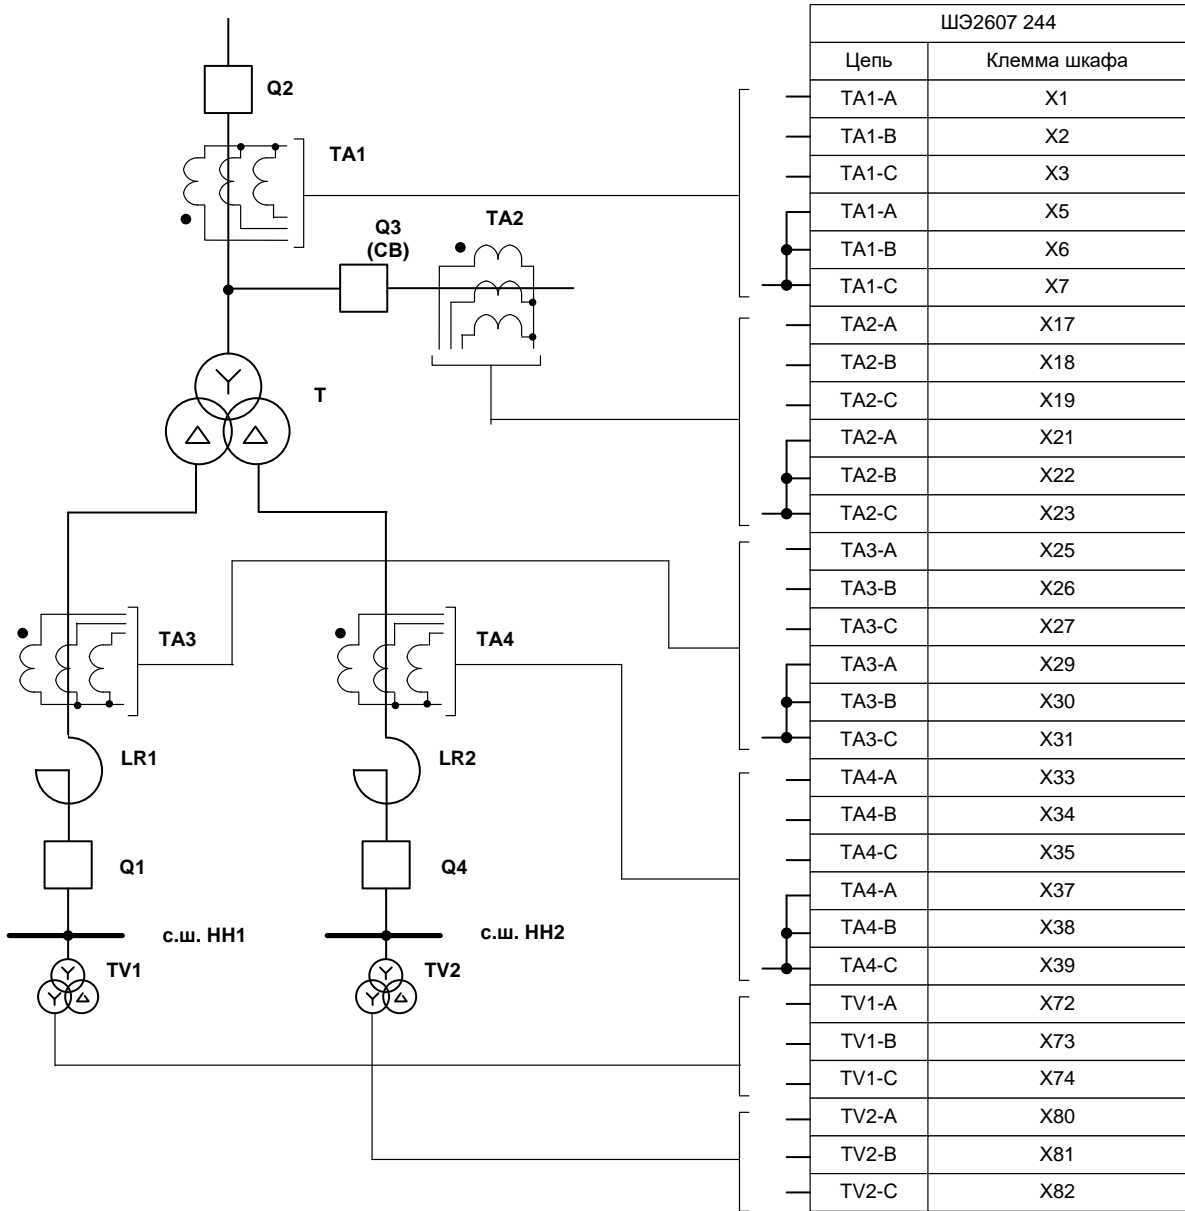 Q2
TA1
Q3
(СВ)
TA2
T
TA3
TA4
LR1
LR2
Q1
Q4
с.ш. НН1
с.ш. НН2
TV1
TV2
ШЭ2607 244
Цепь Клемма шкафа
TA1-A X1
TA1-B X2
TA1-C X3
TA1-A X5
TA1-B X6
TA1-C X7
TA2-A X17
TA2-B X18
TA2-C X19
TA2-A X21
TA2-B X22
TA2-C X23
TA3-A X25
TA3-B X26
TA3-C X27
TA3-A X29
TA3-B X30
TA3-C X31
TA4-A X33
TA4-B X34
TA4-C X35
TA4-A X37
TA4-B X38
TA4-C X39
TV1-A X72
TV1-B X73
TV1-C X74
TV2-A X80
TV2-B X81
TV2-C X82